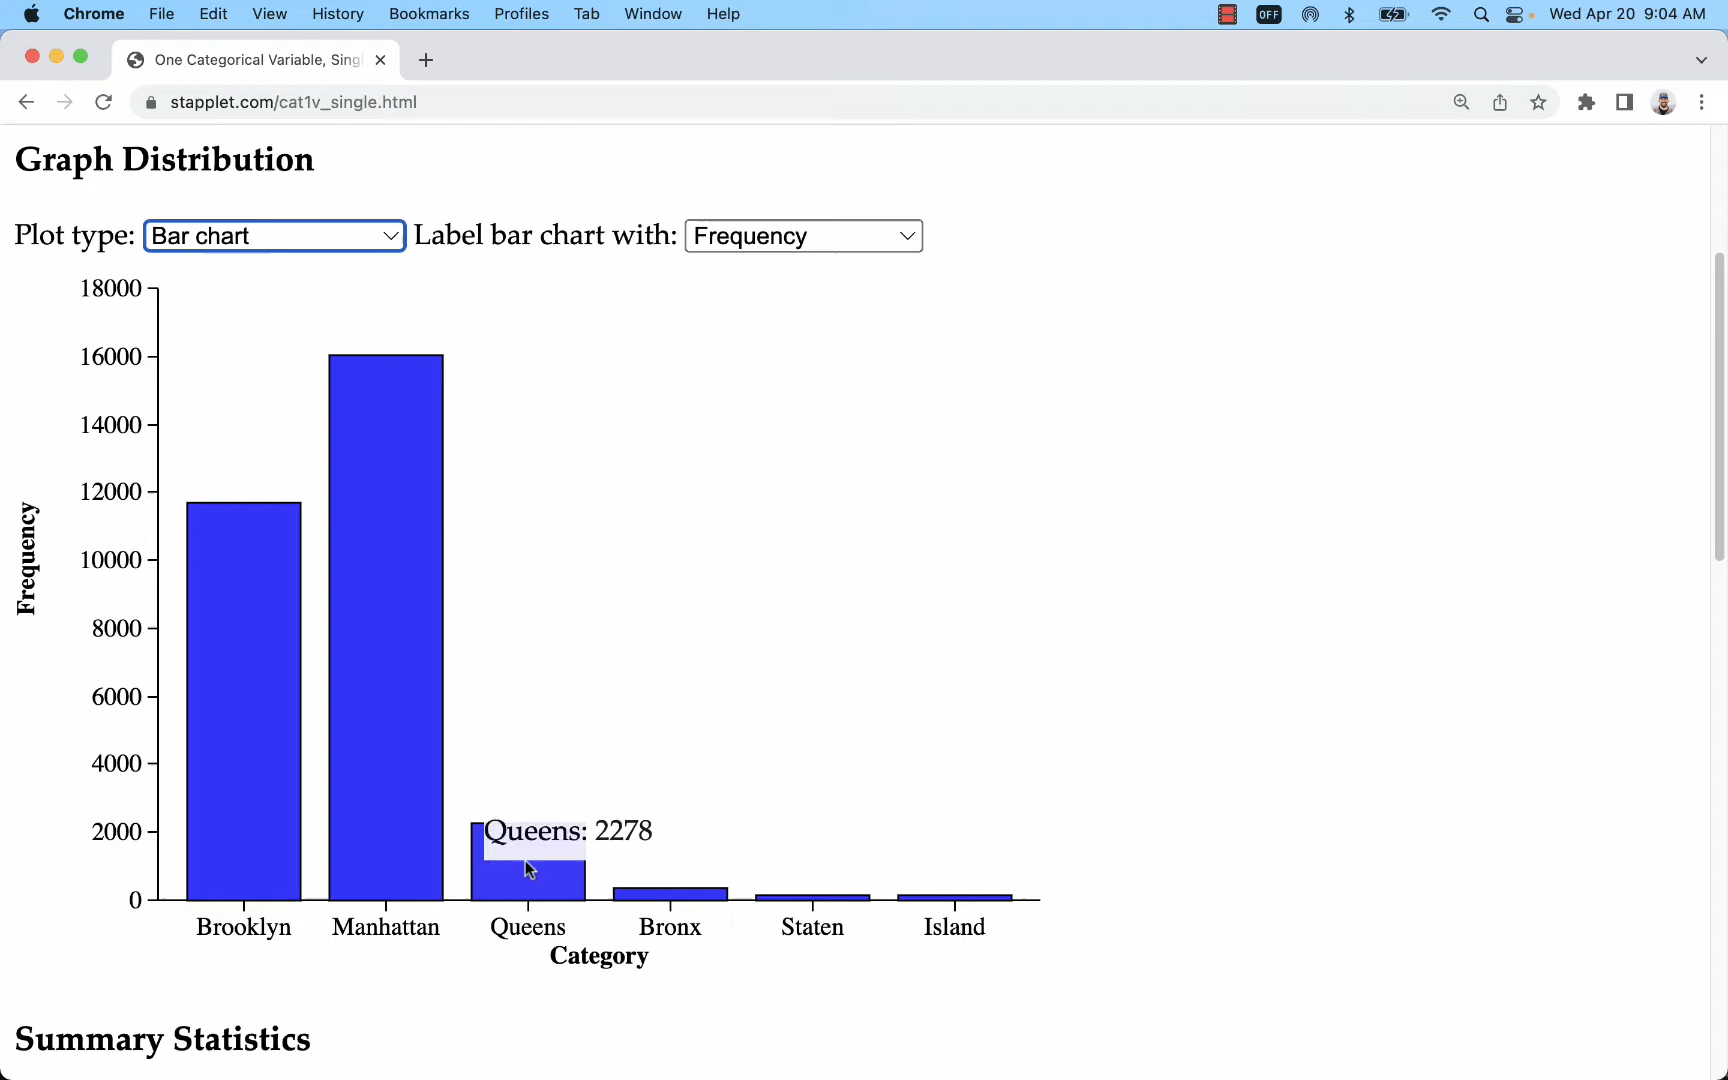 Chrome File Edit View History Bookmarks Profiles Tab Window Help OFF Wed Apr 20 9:04 AM
One Categorical Variable, Sing
stapplet.com/cat1v_single.html
Graph Distribution
Plot type: Bar chart Label bar chart with: Frequency
18000
16000
14000
12000
10000
8000
6000
4000
2000
0
Frequency
Queens: 2278
Brooklyn Manhattan Queens Bronx Staten Island
Category
Summary Statistics